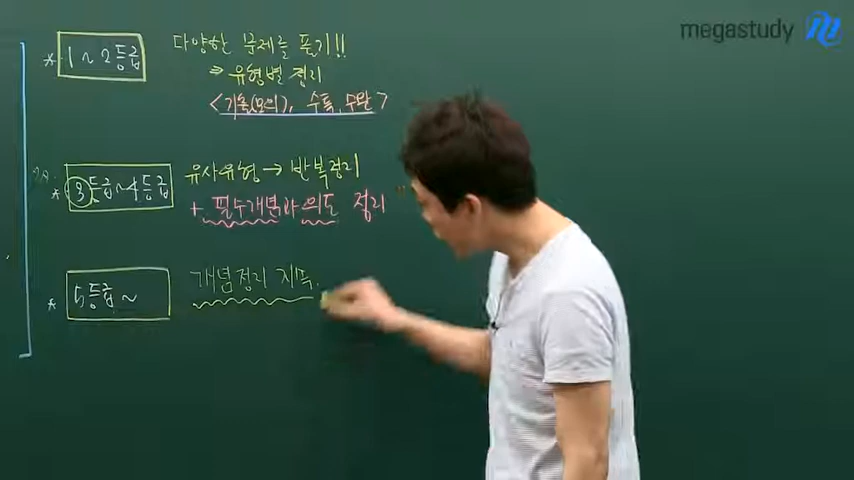 megastudy
* 1~2등급 다양한 문제를 풀기!!
⇒ 유형별 정리
<기출(모의), 수특, 수완>
* 3등급~4등급 유사유형 → 반복정리
+ 필수개념과 의도 정리
* 5등급 ~ 개념정리